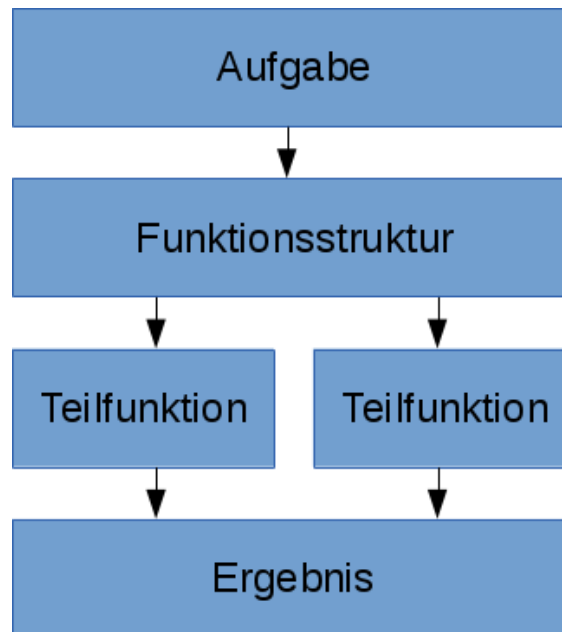 Aufgabe
Funktionsstruktur
Teilfunktion
Teilfunktion
Ergebnis